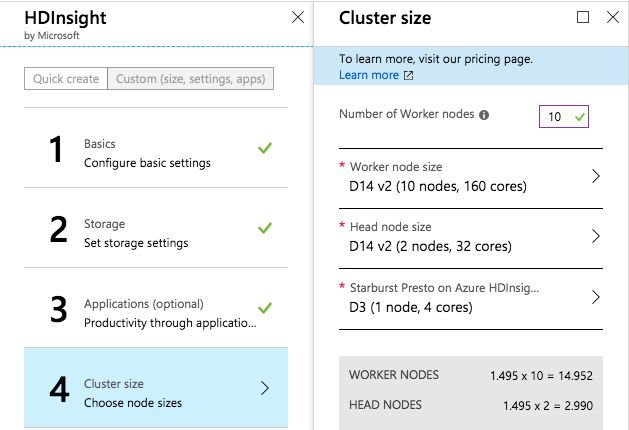 HDInsight
by Microsoft
Quick create
Custom (size, settings, apps)
1
Basics
Configure basic settings
2
Storage
Set storage settings
3
Applications (optional)
Productivity through applicatio...
4
Cluster size
Choose node sizes
Cluster size
To learn more, visit our pricing page.
Learn more
Number of Worker nodes
10
* Worker node size
D14 v2 (10 nodes, 160 cores)
* Head node size
D14 v2 (2 nodes, 32 cores)
* Starburst Presto on Azure HDInsig...
D3 (1 node, 4 cores)
WORKER NODES 1.495 x 10 = 14.952
HEAD NODES 1.495 x 2 = 2.990